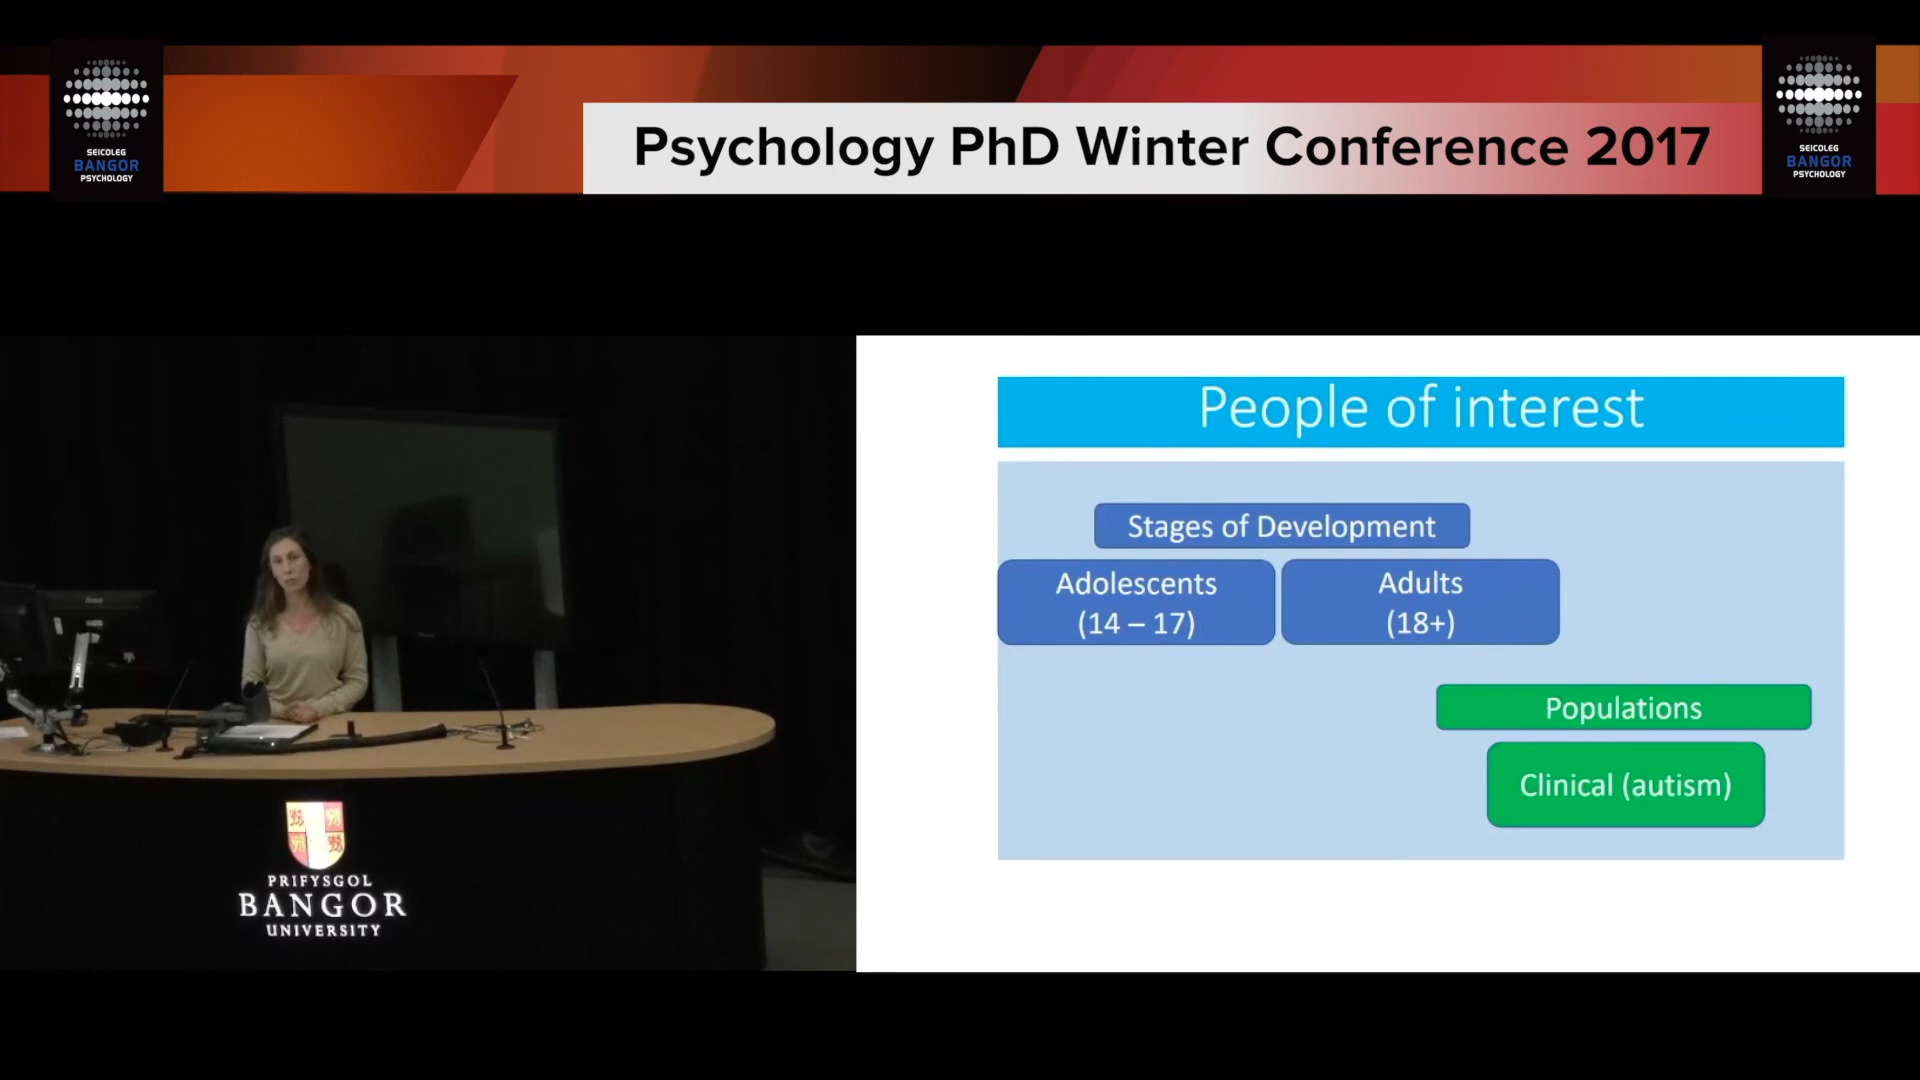 Psychology PhD Winter Conference 2017
SEICOLEG
BANGOR
PSYCHOLOGY
SEICOLEG
BANGOR
PSYCHOLOGY
People of interest
Stages of Development
Adolescents
(14 – 17)
Adults
(18+)
Populations
Clinical (autism)
PRIFYSGOL
BANGOR
UNIVERSITY